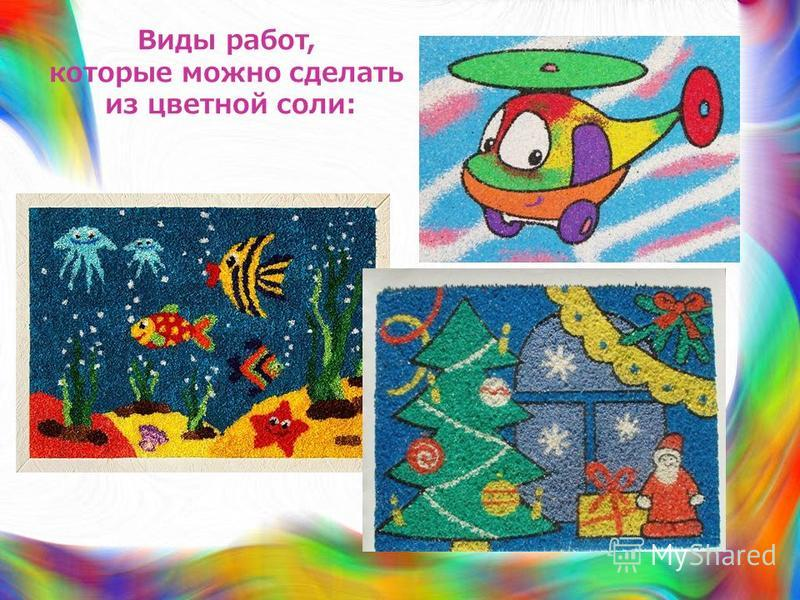 Виды работ,
которые можно сделать
из цветной соли:
MyShared